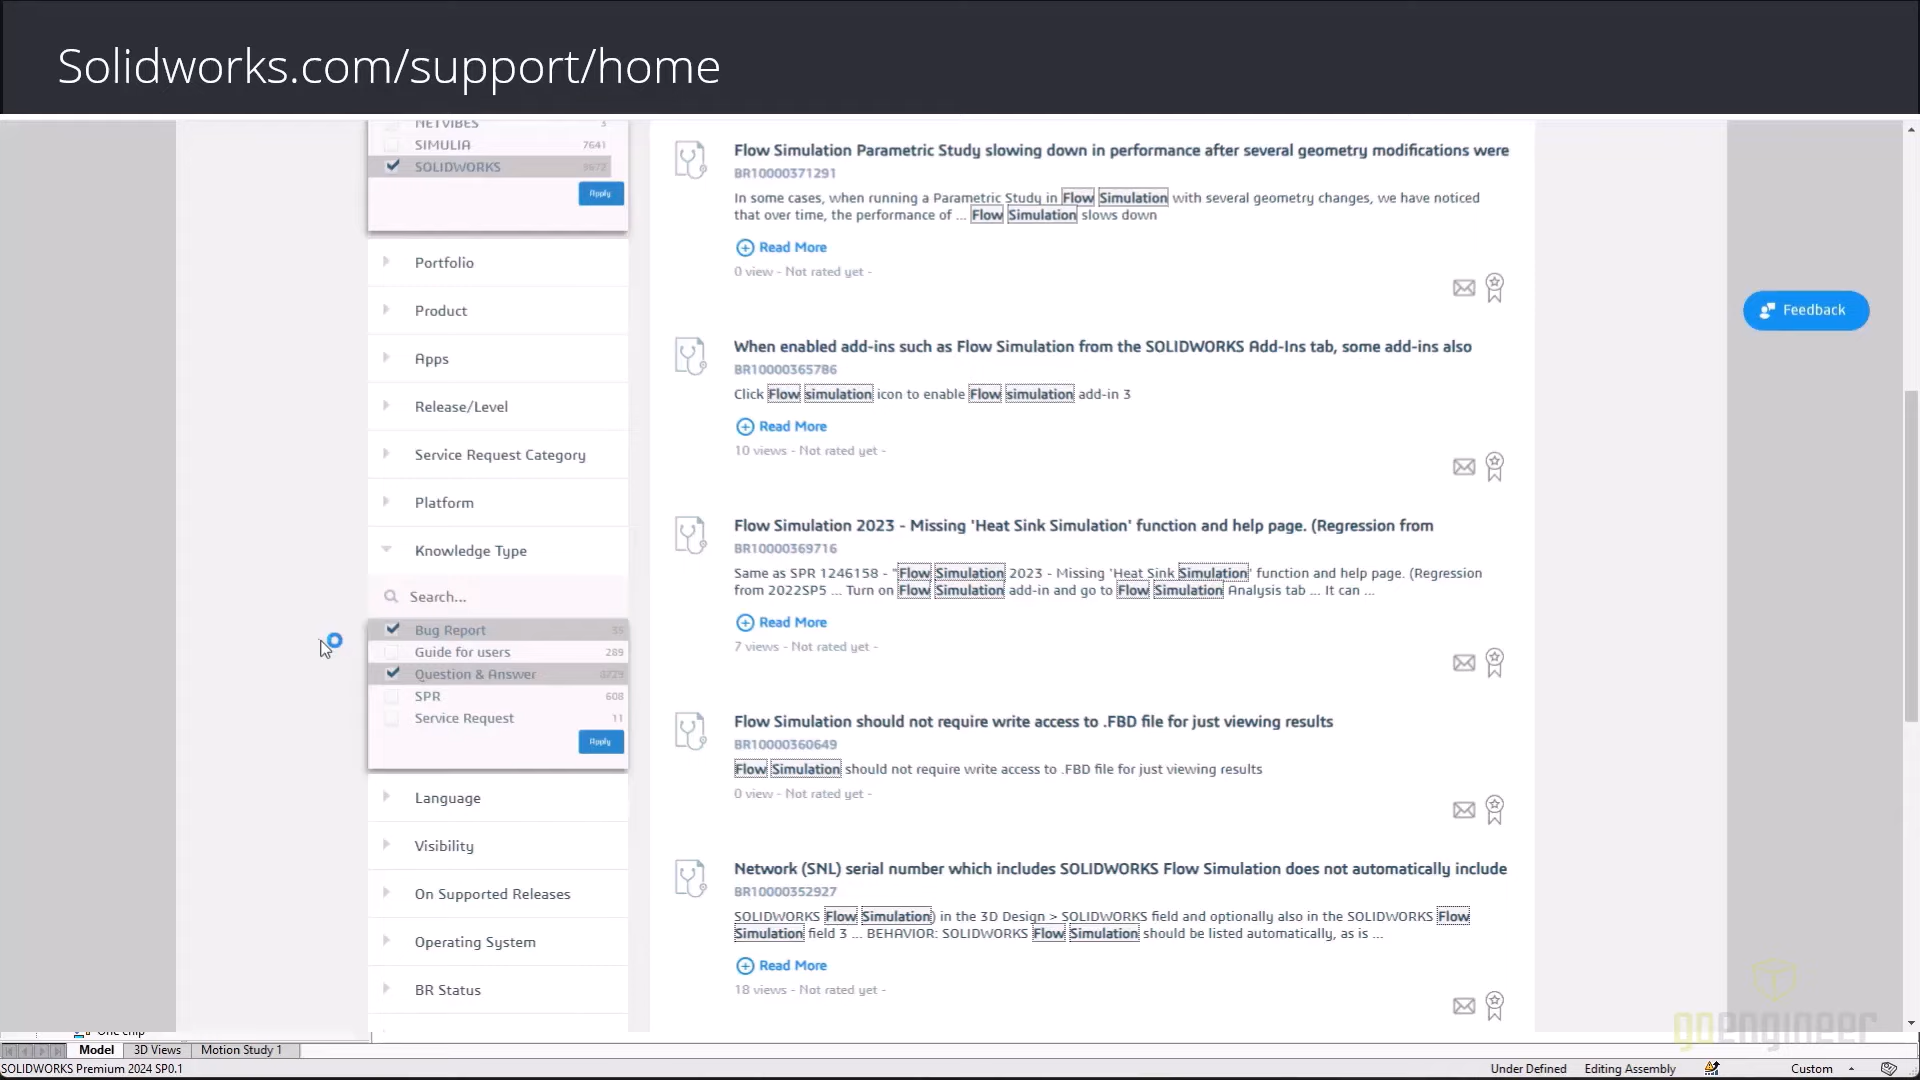 Solidworks.com/support/home
NETVIBES 3
SIMULIA 7641
SOLIDWORKS
Apply
Portfolio
Product
Apps
Release/Level
Service Request Category
Platform
Knowledge Type
Search...
Bug Report
Guide for users 289
Question & Answer
SPR 608
Service Request 11
Apply
Language
Visibility
On Supported Releases
Operating System
BR Status
Flow Simulation Parametric Study slowing down in performance after several geometry modifications were
BR10000371291
In some cases, when running a Parametric Study in Flow Simulation with several geometry changes, we have noticed
that over time, the performance of ... Flow Simulation slows down
Read More
0 view - Not rated yet -
When enabled add-ins such as Flow Simulation from the SOLIDWORKS Add-Ins tab, some add-ins also
BR10000365786
Click Flow simulation icon to enable Flow simulation add-in 3
Read More
10 views - Not rated yet -
Flow Simulation 2023 - Missing 'Heat Sink Simulation' function and help page. (Regression from
BR10000369716
Same as SPR 1246158 - "Flow Simulation 2023 - Missing 'Heat Sink Simulation' function and help page. (Regression
from 2022SP5 ... Turn on Flow Simulation add-in and go to Flow Simulation Analysis tab ... It can ...
Read More
7 views - Not rated yet -
Flow Simulation should not require write access to .FBD file for just viewing results
BR10000360649
Flow Simulation should not require write access to .FBD file for just viewing results
0 view - Not rated yet -
Network (SNL) serial number which includes SOLIDWORKS Flow Simulation does not automatically include
BR10000352927
SOLIDWORKS Flow Simulation) in the 3D Design > SOLIDWORKS field and optionally also in the SOLIDWORKS Flow
Simulation field 3 ... BEHAVIOR: SOLIDWORKS Flow Simulation should be listed automatically, as is ...
Read More
18 views - Not rated yet -
Feedback
goengineer
Model 3D Views Motion Study 1
SOLIDWORKS Premium 2024 SP0.1 Under Defined Editing Assembly Custom